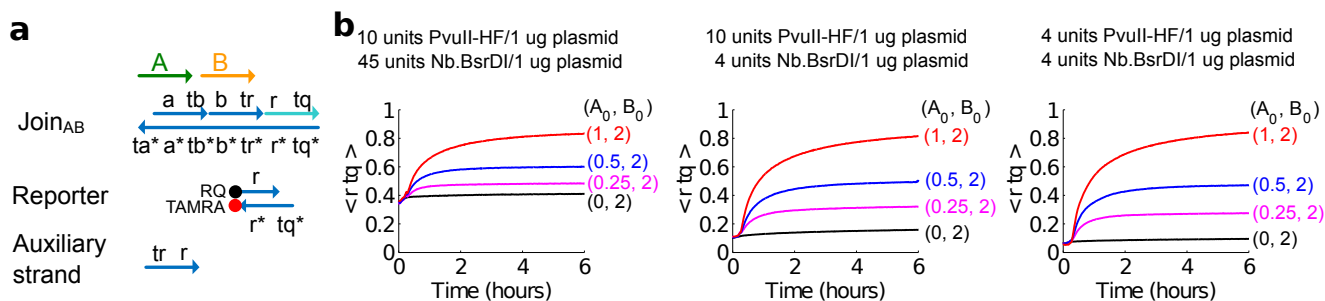 a
A B
a tb b tr r tq
Join_AB
ta* a* tb* b* tr* r* tq*
r
Reporter
RQ
TAMRA
r* tq*
Auxiliary
strand
tr r
b
10 units PvuII-HF/1 ug plasmid
45 units Nb.BsrDI/1 ug plasmid
(A_0, B_0)
1
0.8
0.6
0.4
0.2
0
< r tq >
(1, 2)
(0.5, 2)
(0.25, 2)
(0, 2)
0 2 4 6
Time (hours)
10 units PvuII-HF/1 ug plasmid
4 units Nb.BsrDI/1 ug plasmid
(A_0, B_0)
1
0.8
0.6
0.4
0.2
0
< r tq >
(1, 2)
(0.5, 2)
(0.25, 2)
(0, 2)
0 2 4 6
Time (hours)
4 units PvuII-HF/1 ug plasmid
4 units Nb.BsrDI/1 ug plasmid
(A_0, B_0)
1
0.8
0.6
0.4
0.2
0
< r tq >
(1, 2)
(0.5, 2)
(0.25, 2)
(0, 2)
0 2 4 6
Time (hours)